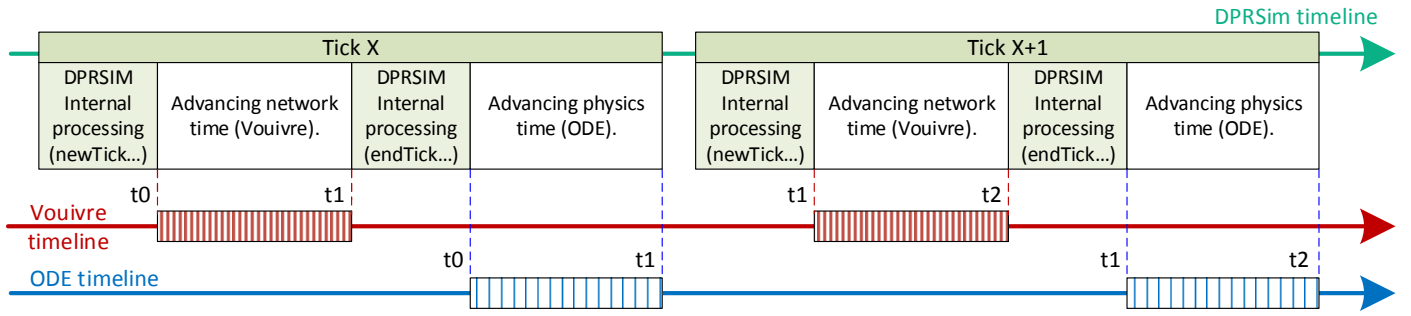 DPRSim timeline
Tick X
Tick X+1
DPRSIM
Internal
processing
(newTick...)
Advancing network
time (Vouivre).
DPRSIM
Internal
processing
(endTick...)
Advancing physics
time (ODE).
DPRSIM
Internal
processing
(newTick...)
Advancing network
time (Vouivre).
DPRSIM
Internal
processing
(endTick...)
Advancing physics
time (ODE).
t0
t1
t1
t2
Vouivre
timeline
t0
t1
t1
t2
ODE timeline